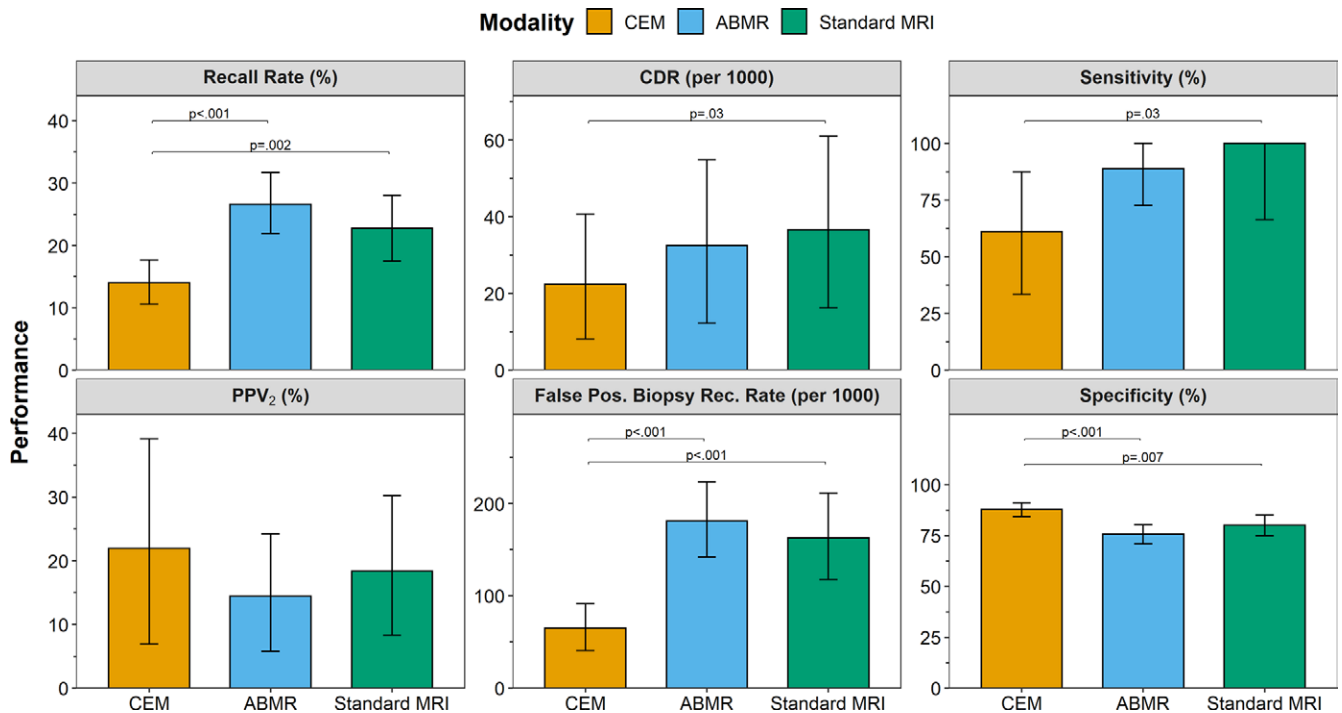 Modality CEM ABMR Standard MRI
Performance
Recall Rate (%)
40
30
20
10
0
p<.001
p=.002
CDR (per 1000)
60
40
20
0
p=.03
Sensitivity (%)
100
75
50
25
0
p=.03
PPV₂ (%)
40
30
20
10
0
CEM ABMR Standard MRI
False Pos. Biopsy Rec. Rate (per 1000)
200
100
0
p<.001
p<.001
CEM ABMR Standard MRI
Specificity (%)
100
75
50
25
0
p<.001
p=.007
CEM ABMR Standard MRI